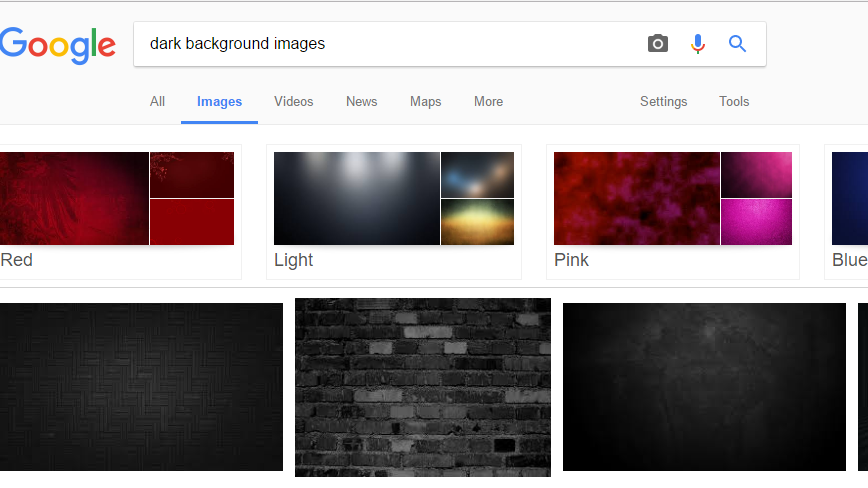 Google
dark background images
All Images Videos News Maps More Settings Tools
Red Light Pink Blue